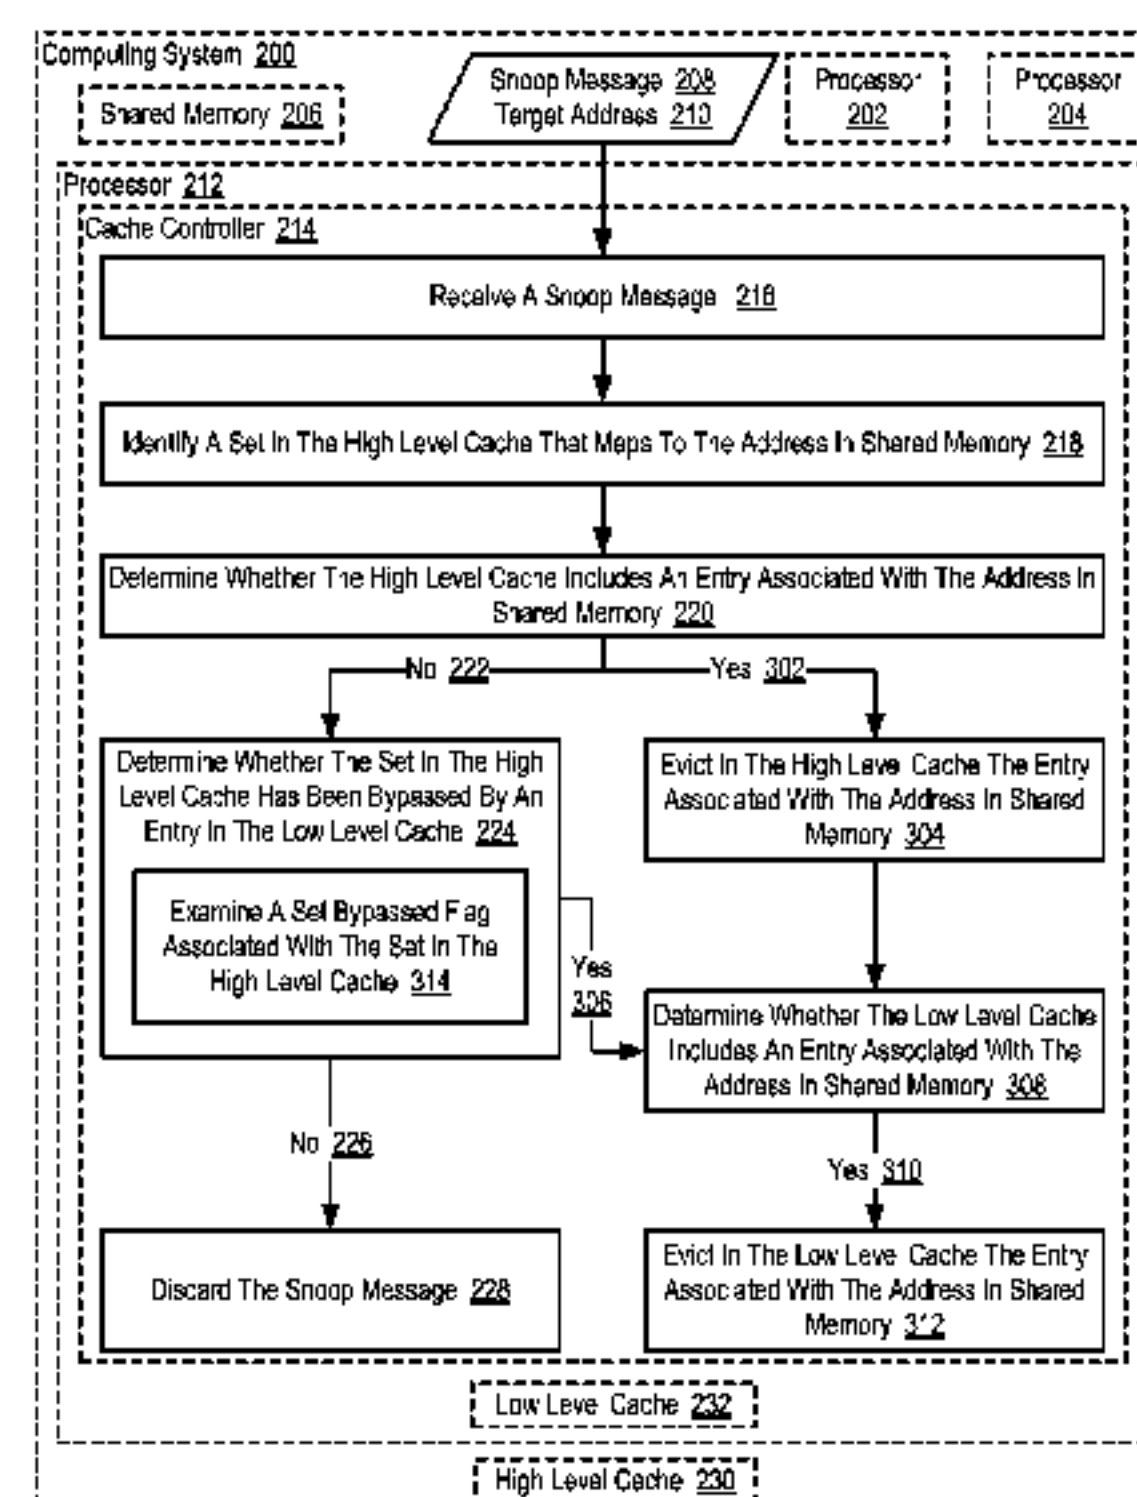 Computing System 200
Shared Memory 206
Snoop Message 208
Target Address 210
Processor
202
Processor
204
Processor 212
Cache Controller 214
Receive A Snoop Message 216
Identify A Set In The High Level Cache That Maps To The Address In Shared Memory 218
Determine Whether The High Level Cache Includes An Entry Associated With The Address In
Shared Memory 220
No 222
Yes 302
Determine Whether The Set In The High
Level Cache Has Been Bypassed By An
Entry In The Low Level Cache 224
Examine A Set Bypassed Flag
Associated With The Set In The
High Level Cache 314
Evict In The High Level Cache The Entry
Associated With The Address In Shared
Memory 304
Yes
306
Determine Whether The Low Level Cache
Includes An Entry Associated With The
Address In Shared Memory 308
No 226
Yes 310
Discard The Snoop Message 228
Evict In The Low Level Cache The Entry
Associated With The Address In Shared
Memory 312
Low Level Cache 232
High Level Cache 230